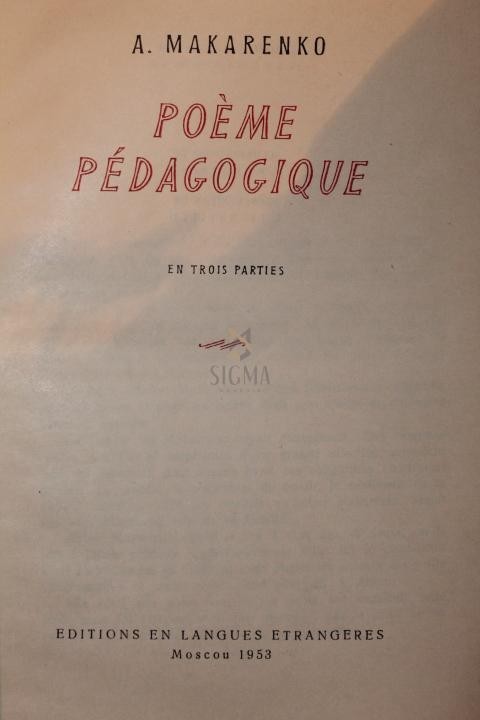 A. MAKARENKO
POÈME
PÉDAGOGIQUE
EN TROIS PARTIES
SIGMA
EDITIONS EN LANGUES ETRANGERES
Moscou 1953